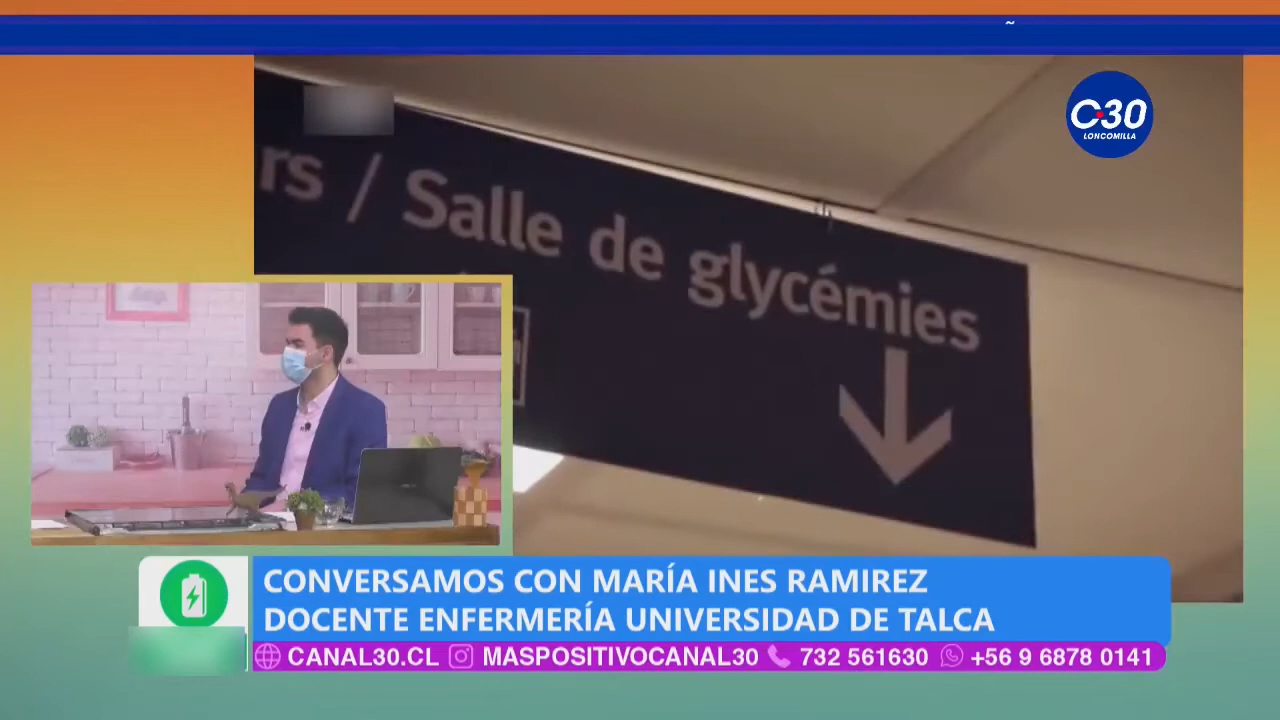 C30
LONCOMILLA
rs / Salle de glycémies
CONVERSAMOS CON MARÍA INES RAMIREZ
DOCENTE ENFERMERÍA UNIVERSIDAD DE TALCA
CANAL30.CL MASPOSITIVOCANAL30 732 561630 +56 9 6878 0141